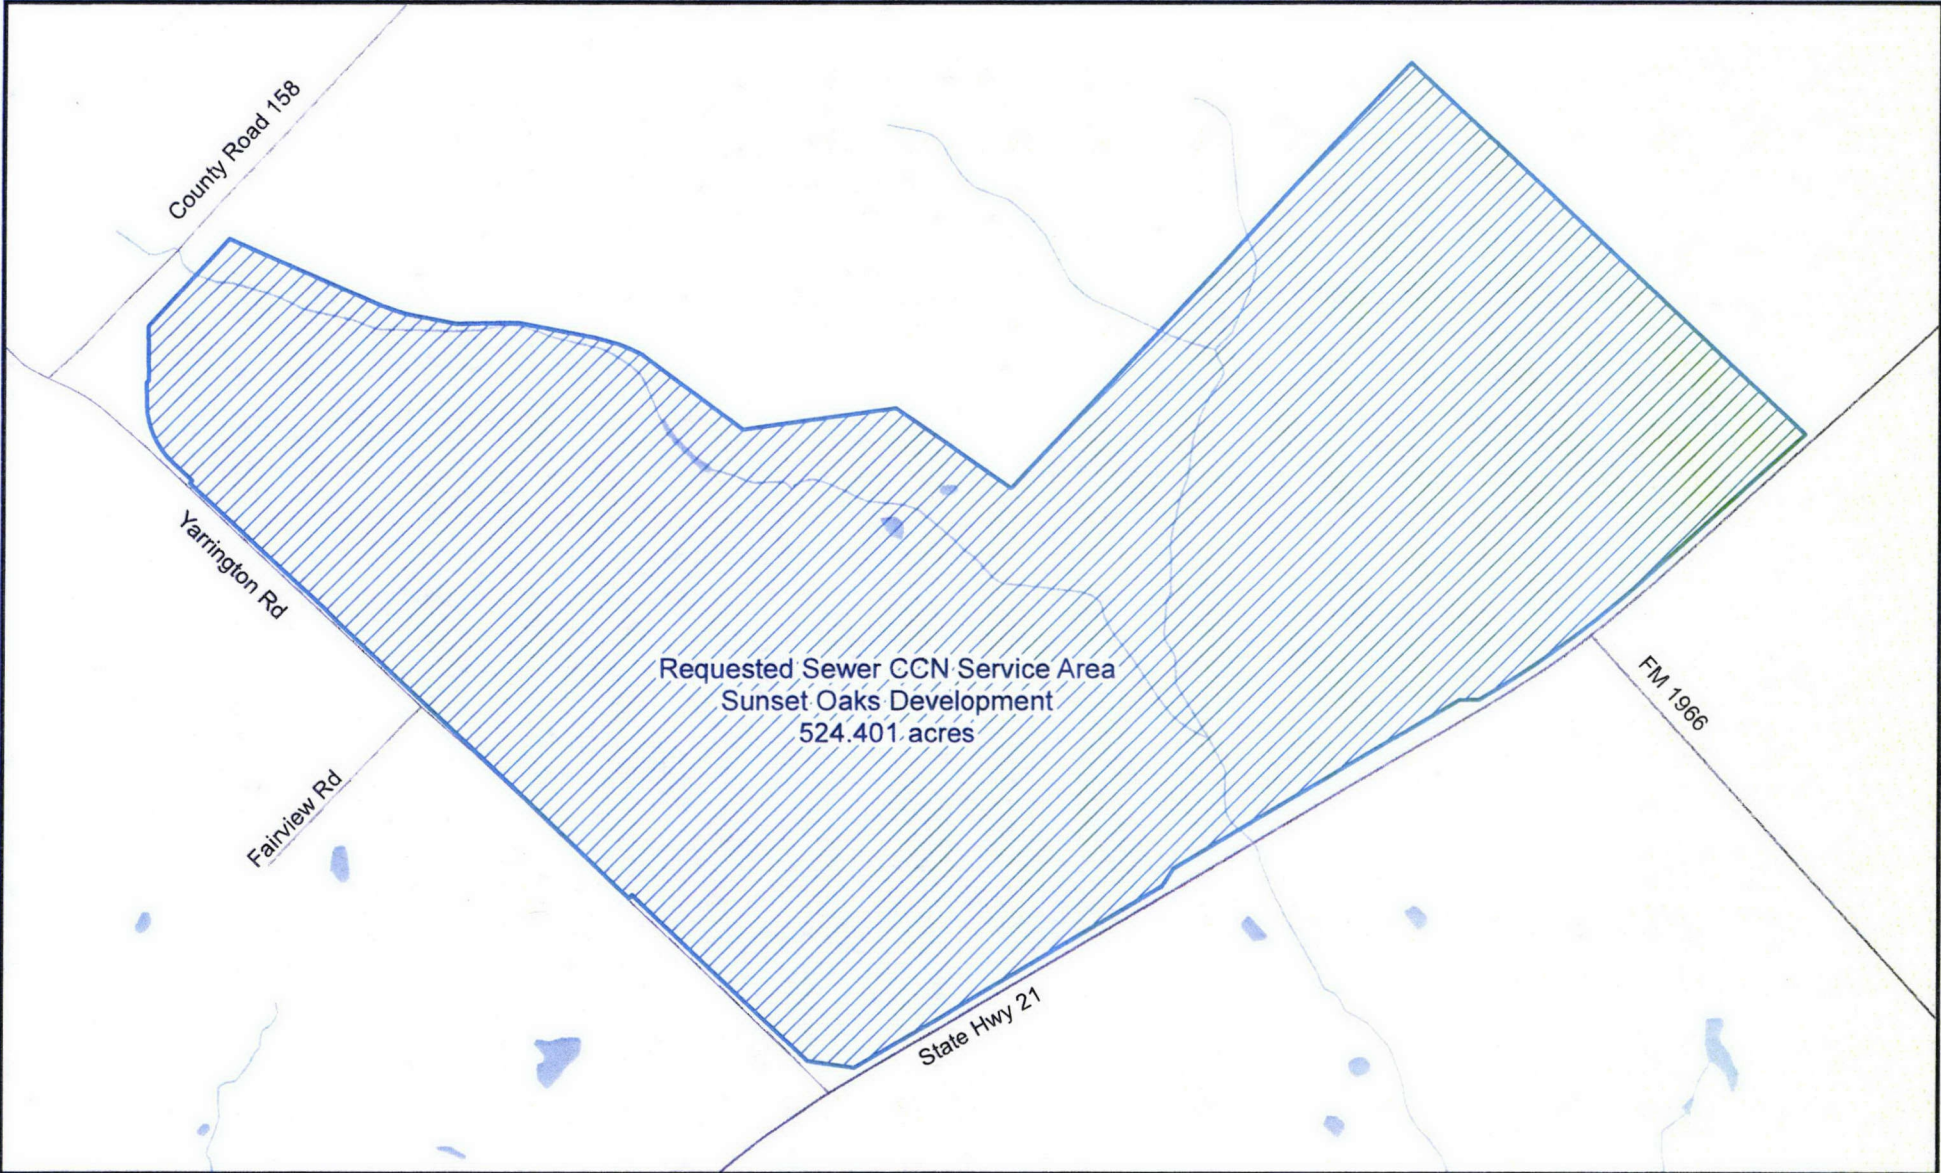 County Road 158
Yarrington Rd
Requested Sewer CCN Service Area
Sunset Oaks Development
524.401 acres
FM 1966
Fairview Rd
State Hwy 21